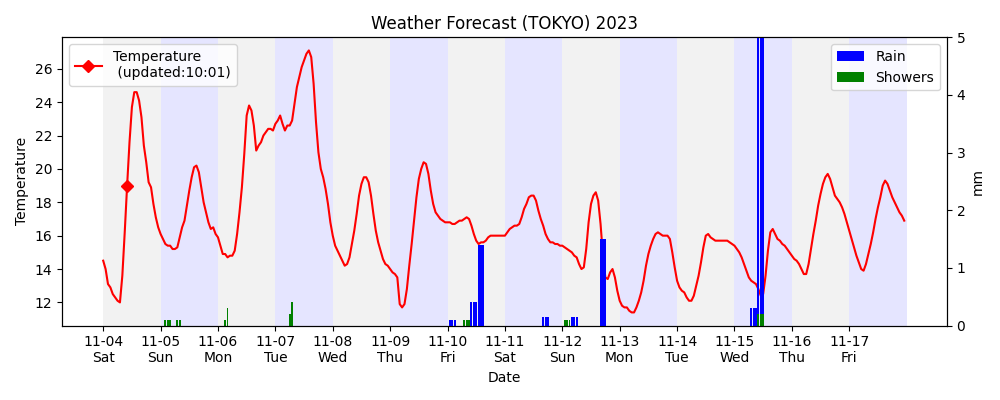 Weather Forecast (TOKYO) 2023
Temperature
(updated:10:01)
Rain
Showers
Temperature
26
24
22
20
18
16
14
12
5
4
3
2
1
0
mm
11-04 11-05 11-06 11-07 11-08 11-09 11-10 11-11 11-12 11-13 11-14 11-15 11-16 11-17
Sat Sun Mon Tue Wed Thu Fri Sat Sun Mon Tue Wed Thu Fri
Date